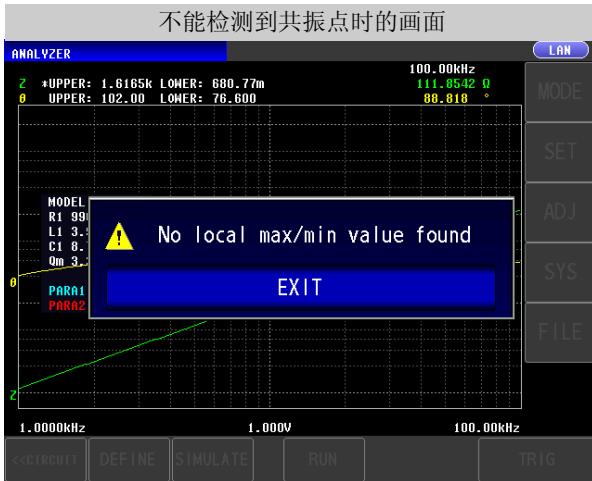 不能检测到共振点时的画面
ANALYZER
LAN
100.00kHz
Z *UPPER: 1.6165k LOWER: 680.77m 111.8542 Ω
θ UPPER: 102.00 LOWER: 76.600 88.818 °
MODE
SET
ADJ
SYS
FILE
MODEL
R1
L1 3.
C1 8.
Qm 3.
PARA1
PARA2
No local max/min value found
EXIT
θ
Z
1.0000kHz 1.000V 100.00kHz
<<CIRCUIT DEFINE SIMULATE RUN TRIG